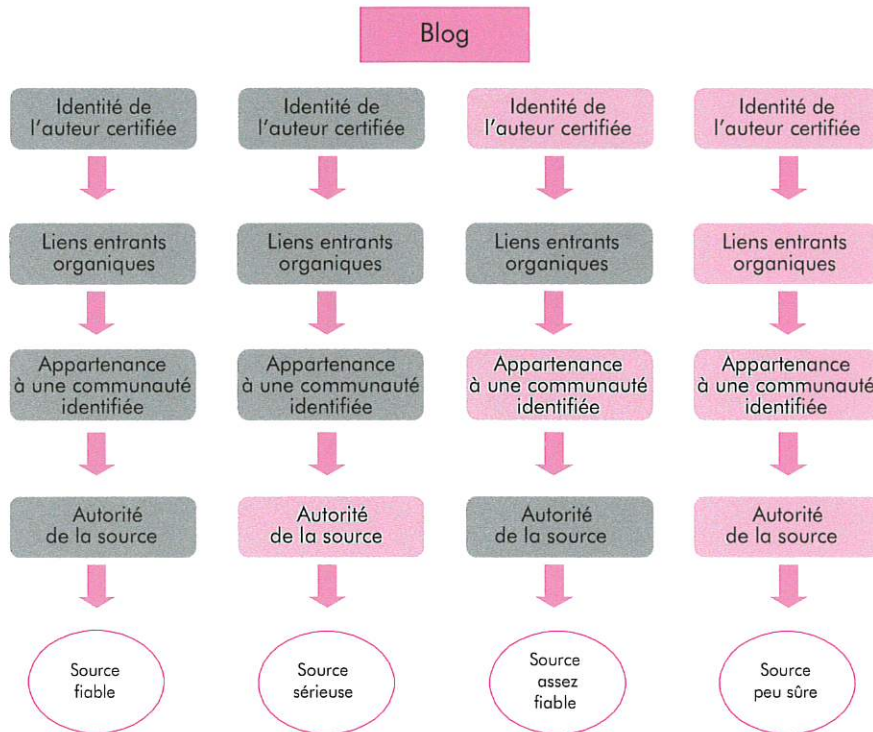 Blog
Identité de
l'auteur certifiée
Identité de
l'auteur certifiée
Identité de
l'auteur certifiée
Identité de
l'auteur certifiée
Liens entrants
organiques
Liens entrants
organiques
Liens entrants
organiques
Liens entrants
organiques
Appartenance
à une communauté
identifiée
Appartenance
à une communauté
identifiée
Appartenance
à une communauté
identifiée
Appartenance
à une communauté
identifiée
Autorité
de la source
Autorité
de la source
Autorité
de la source
Autorité
de la source
Source
fiable
Source
sérieuse
Source
assez
fiable
Source
peu sûre